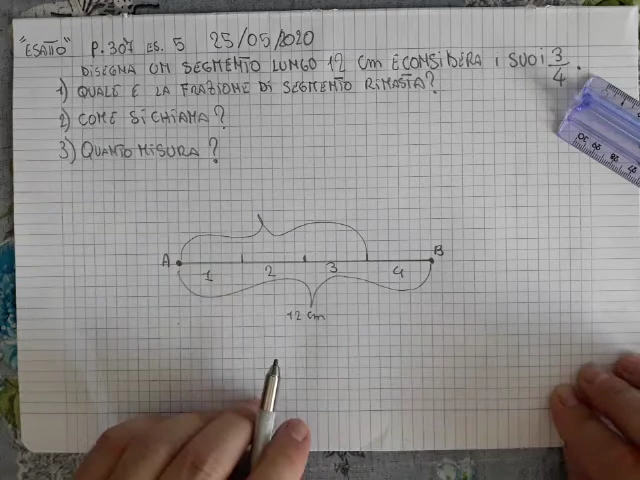 "ESATTO" P. 307 ES. 5 25/05/2020
DISEGNA UN SEGMENTO LUNGO 12 cm E CONSIDERA I SUOI 3/4.
1) QUALE E LA FRAZIONE DI SEGMENTO RIMASTA?
2) COME SI CHIAMA?
3) QUANTO MISURA?
A B
1 2 3 4
12 cm